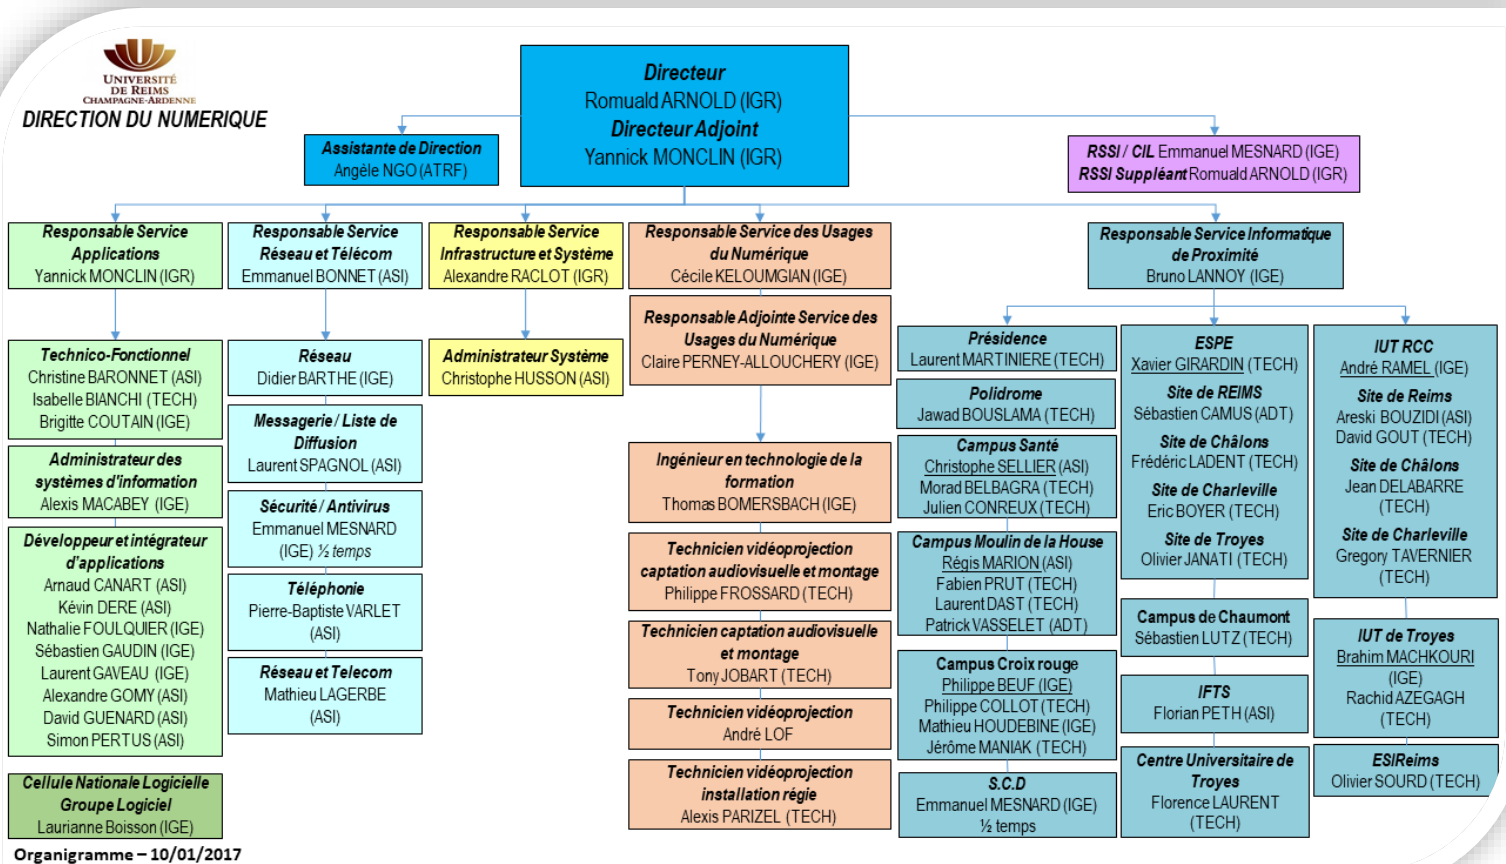 UNIVERSITÉ
DE REIMS
CHAMPAGNE-ARDENNE
DIRECTION DU NUMERIQUE
Directeur
Romuald ARNOLD (IGR)
Directeur Adjoint
Yannick MONCLIN (IGR)
Assistante de Direction
Angèle NGO (ATRF)
RSSI / CIL Emmanuel MESNARD (IGE)
RSSI Suppléant Romuald ARNOLD (IGR)
Responsable Service
Applications
Yannick MONCLIN (IGR)
Technico-Fonctionnel
Christine BARONNET (ASI)
Isabelle BIANCHI (TECH)
Brigitte COUTAIN (IGE)
Administrateur des
systèmes d'information
Alexis MACABEY (IGE)
Développeur et intégrateur
d'applications
Arnaud CANART (ASI)
Kévin DERE (ASI)
Nathalie FOULQUIER (IGE)
Sébastien GAUDIN (IGE)
Laurent GAVEAU (IGE)
Alexandre GOMY (ASI)
David GUENARD (ASI)
Simon PERTUS (ASI)
Cellule Nationale Logicielle
Groupe Logiciel
Laurianne Boisson (IGE)
Responsable Service
Réseau et Télécom
Emmanuel BONNET (ASI)
Réseau
Didier BARTHE (IGE)
Messagerie / Liste de
Diffusion
Laurent SPAGNOL (ASI)
Sécurité / Antivirus
Emmanuel MESNARD
(IGE) ½ temps
Téléphonie
Pierre-Baptiste VARLET
(ASI)
Réseau et Telecom
Mathieu LAGERBE
(ASI)
Responsable Service
Infrastructure et Système
Alexandre RACLOT (IGR)
Administrateur Système
Christophe HUSSON (ASI)
Responsable Service des Usages
du Numérique
Cécile KELOUMGIAN (IGE)
Responsable Adjointe Service des
Usages du Numérique
Claire PERNEY-ALLOUCHERY (IGE)
Ingénieur en technologie de la
formation
Thomas BOMERSBACH (IGE)
Technicien vidéoprojection
captation audiovisuelle et montage
Philippe FROSSARD (TECH)
Technicien captation audiovisuelle
et montage
Tony JOBART (TECH)
Technicien vidéoprojection
André LOF
Technicien vidéoprojection
installation régie
Alexis PARIZEL (TECH)
Responsable Service Informatique
de Proximité
Bruno LANNOY (IGE)
Présidence
Laurent MARTINIERE (TECH)
Polidrome
Jawad BOUSLAMA (TECH)
Campus Santé
Christophe SELLIER (ASI)
Morad BELBAGRA (TECH)
Julien CONREUX (TECH)
Campus Moulin de la House
Régis MARION (ASI)
Fabien PRUT (TECH)
Laurent DAST (TECH)
Patrick VASSELET (ADT)
Campus Croix rouge
Philippe BEUF (IGE)
Philippe COLLOT (TECH)
Mathieu HOUDEBINE (IGE)
Jérôme MANIAK (TECH)
S.C.D
Emmanuel MESNARD (IGE)
½ temps
ESPE
Xavier GIRARDIN (TECH)
Site de REIMS
Sébastien CAMUS (ADT)
Site de Châlons
Frédéric LADENT (TECH)
Site de Charleville
Eric BOYER (TECH)
Site de Troyes
Olivier JANATI (TECH)
Campus de Chaumont
Sébastien LUTZ (TECH)
IFTS
Florian PETH (ASI)
Centre Universitaire de
Troyes
Florence LAURENT
(TECH)
IUT RCC
André RAMEL (IGE)
Site de Reims
Areski BOUZIDI (ASI)
David GOUT (TECH)
Site de Châlons
Jean DELABARRE
(TECH)
Site de Charleville
Gregory TAVERNIER
(TECH)
IUT de Troyes
Brahim MACHKOURI
(IGE)
Rachid AZEGAGH
(TECH)
ESIReims
Olivier SOURD (TECH)
Organigramme – 10/01/2017